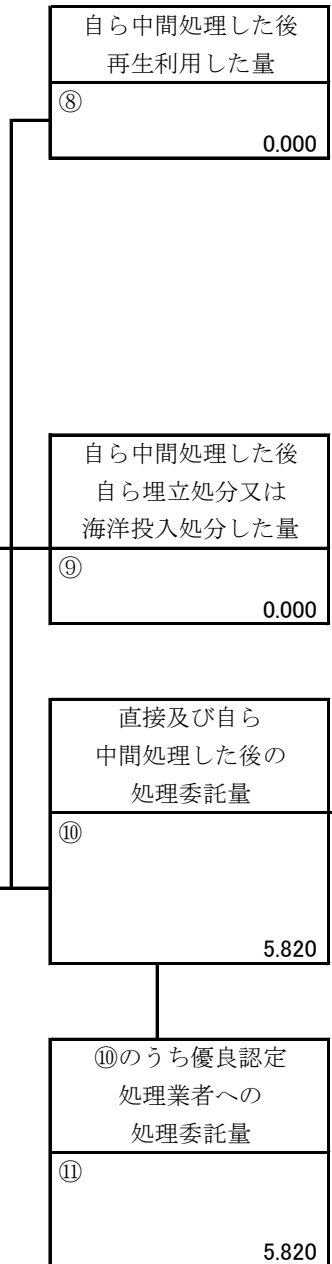 自ら中間処理した後
再生利用した量
⑧
0.000
自ら中間処理した後
自ら埋立処分又は
海洋投入処分した量
⑨
0.000
直接及び自ら
中間処理した後の
処理委託量
⑩
5.820
⑩のうち優良認定
処理業者への
処理委託量
⑪
5.820